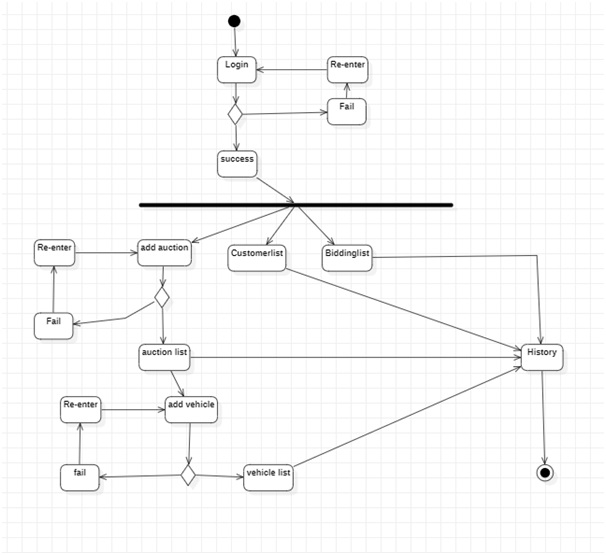 Login
Re-enter
Fail
success
Re-enter
add auction
Customerlist
Biddinglist
Fail
auction list
History
Re-enter
add vehicle
fail
vehicle list